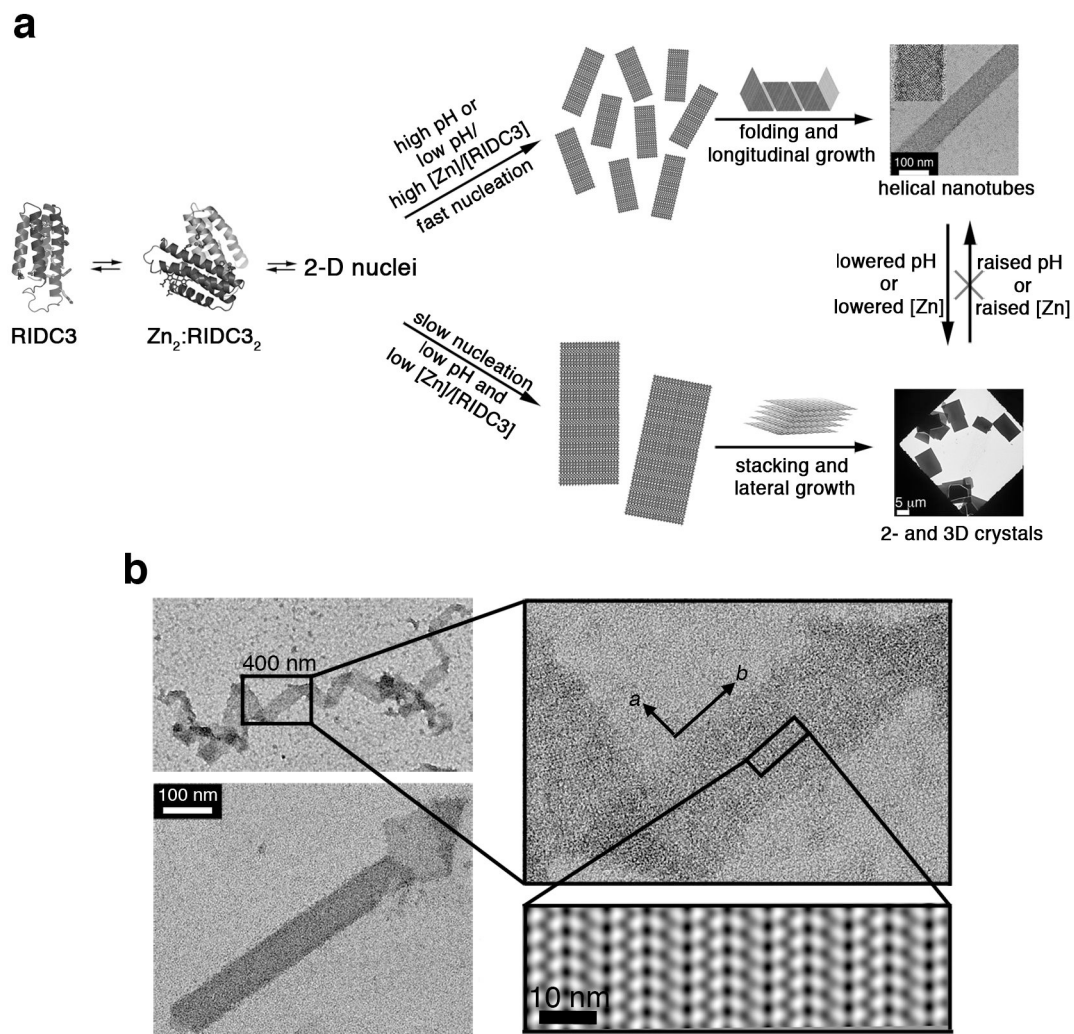 a
high pH or
low pH/
high [Zn]/[RIDC3]
fast nucleation
folding and
longitudinal growth
100 nm
helical nanotubes
RIDC3
Zn₂:RIDC3₂
2-D nuclei
lowered pH
or
lowered [Zn]
raised pH
or
raised [Zn]
slow nucleation
low pH and
low [Zn]/[RIDC3]
stacking and
lateral growth
5 μm
2- and 3D crystals
b
400 nm
a
b
100 nm
10 nm